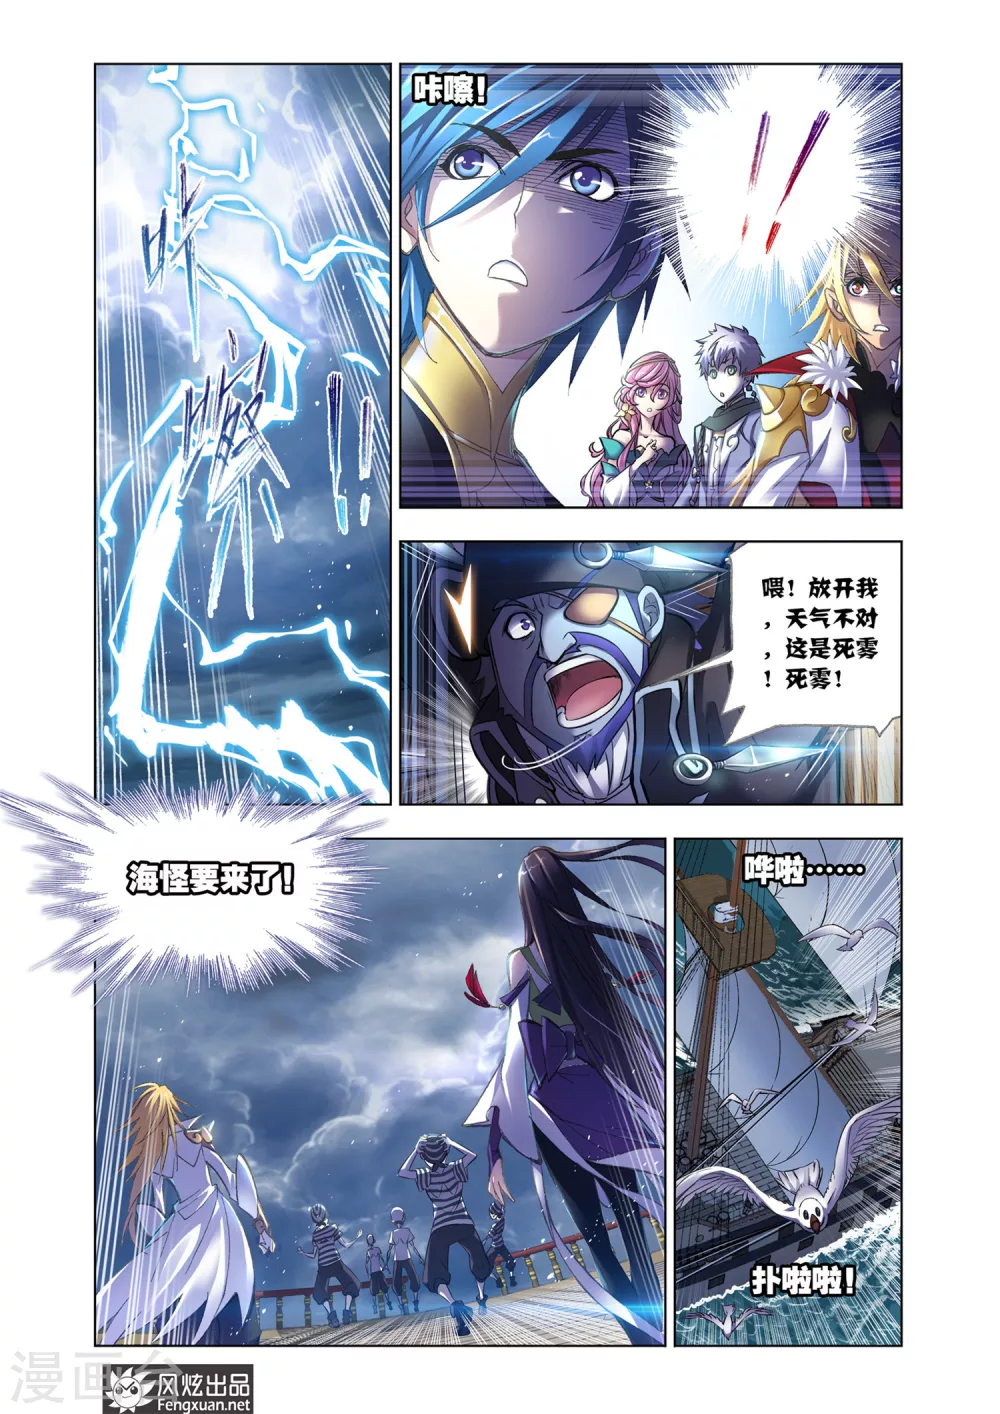 咔
嚓
!!
咔嚓！
!!
喂！放开我
，天气不对
，这是死雾
！死雾！
海怪要来了！
哗啦……
扑啦啦！
漫画台
风炫出品
Fengxuan.net